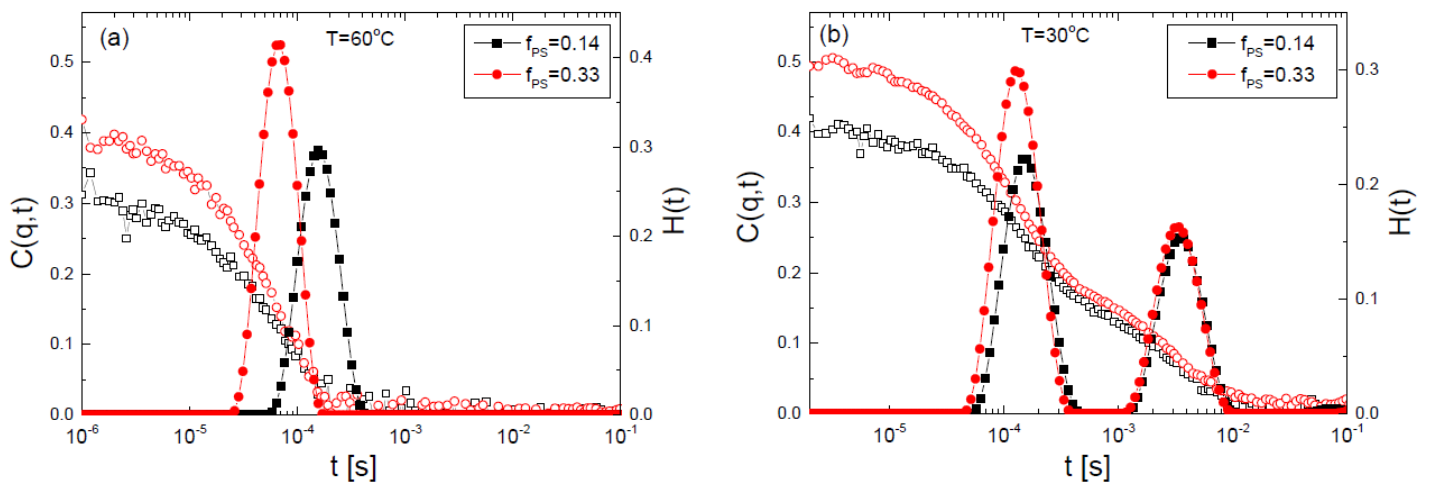 (a)
T=60°C
f_PS=0.14
f_PS=0.33
C(q,t)
0.5
0.4
0.3
0.2
0.1
0.0
H(t)
0.4
0.3
0.2
0.1
0.0
10^-6 10^-5 10^-4 10^-3 10^-2 10^-1
t [s]
(b)
T=30°C
f_PS=0.14
f_PS=0.33
C(q,t)
0.5
0.4
0.3
0.2
0.1
0.0
H(t)
0.3
0.2
0.1
0.0
10^-5 10^-4 10^-3 10^-2 10^-1
t [s]